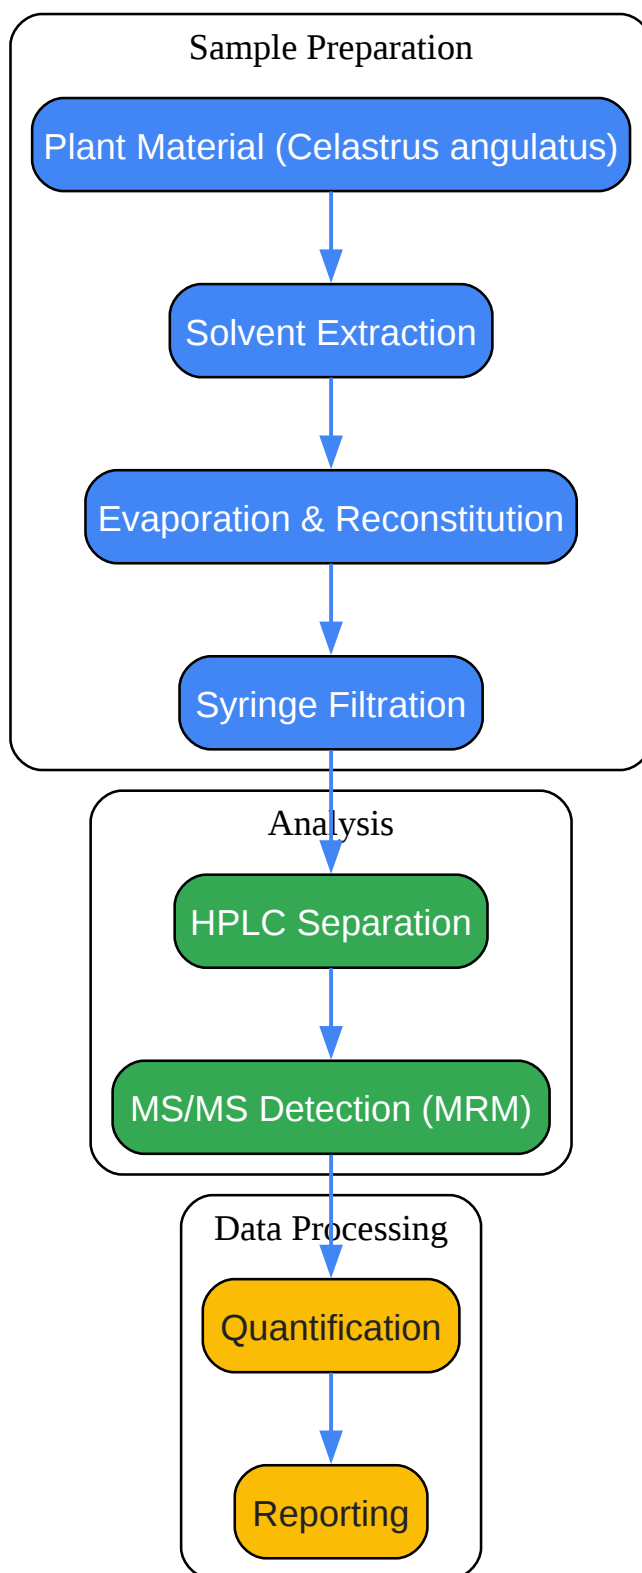 Sample Preparation
Plant Material (Celastrus angulatus)
Solvent Extraction
Evaporation & Reconstitution
Syringe Filtration
Analysis
HPLC Separation
MS/MS Detection (MRM)
Data Processing
Quantification
Reporting